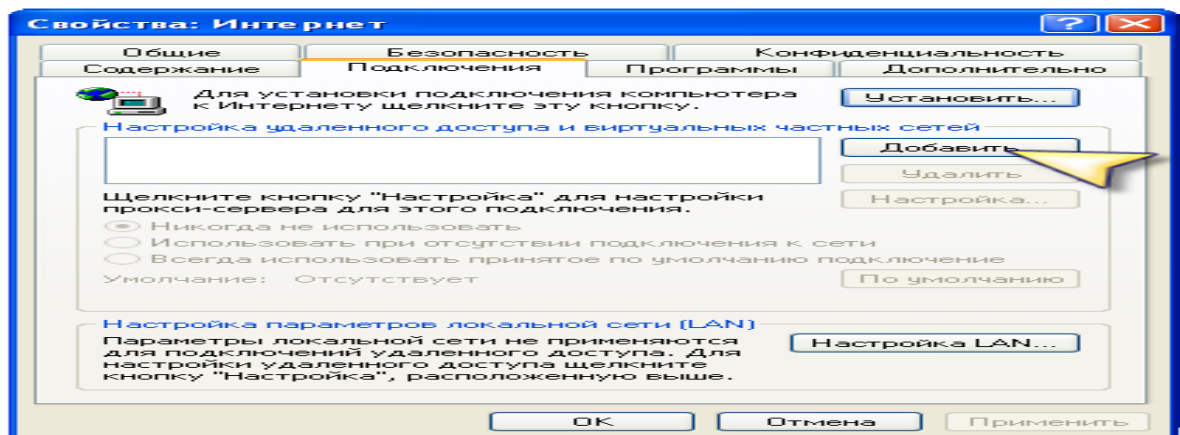 Свойства: Интернет
Общие Безопасность Конфиденциальность
Содержание Подключения Программы Дополнительно
Для установки подключения компьютера
к Интернету щелкните эту кнопку.
Установить...
Настройка удаленного доступа и виртуальных частных сетей
Добавить...
Удалить
Щелкните кнопку "Настройка" для настройки
прокси-сервера для этого подключения.
Настройка...
Никогда не использовать
Использовать при отсутствии подключения к сети
Всегда использовать принятое по умолчанию подключение
Умолчание: Отсутствует
По умолчанию
Настройка параметров локальной сети (LAN)
Параметры локальной сети не применяются
для подключений удаленного доступа. Для
настройки удаленного доступа щелкните
кнопку "Настройка", расположенную выше.
Настройка LAN...
ОК Отмена Применить